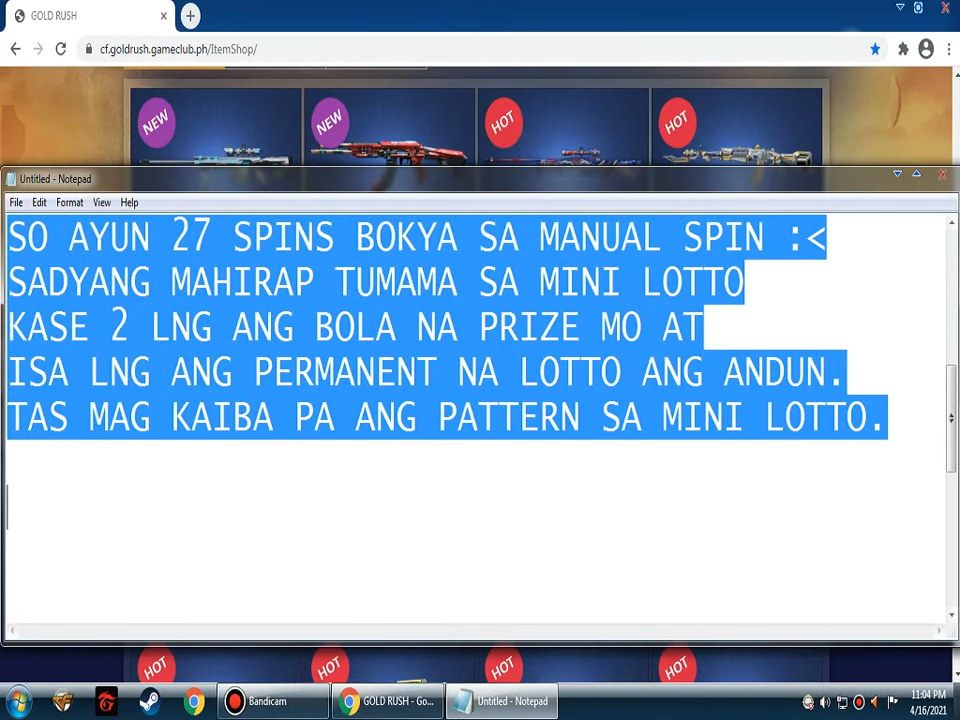 GOLD RUSH
cf.goldrush.gameclub.ph/ItemShop/
NEW
NEW
HOT
HOT
Untitled - Notepad
File Edit Format View Help
SO AYUN 27 SPINS BOKYA SA MANUAL SPIN :<
SADYANG MAHIRAP TUMAMA SA MINI LOTTO
KASE 2 LNG ANG BOLA NA PRIZE MO AT
ISA LNG ANG PERMANENT NA LOTTO ANG ANDUN.
TAS MAG KAIBA PA ANG PATTERN SA MINI LOTTO.
HOT
HOT
HOT
HOT
Bandicam
GOLD RUSH - Go...
Untitled - Notepad
11:04 PM
4/16/2021